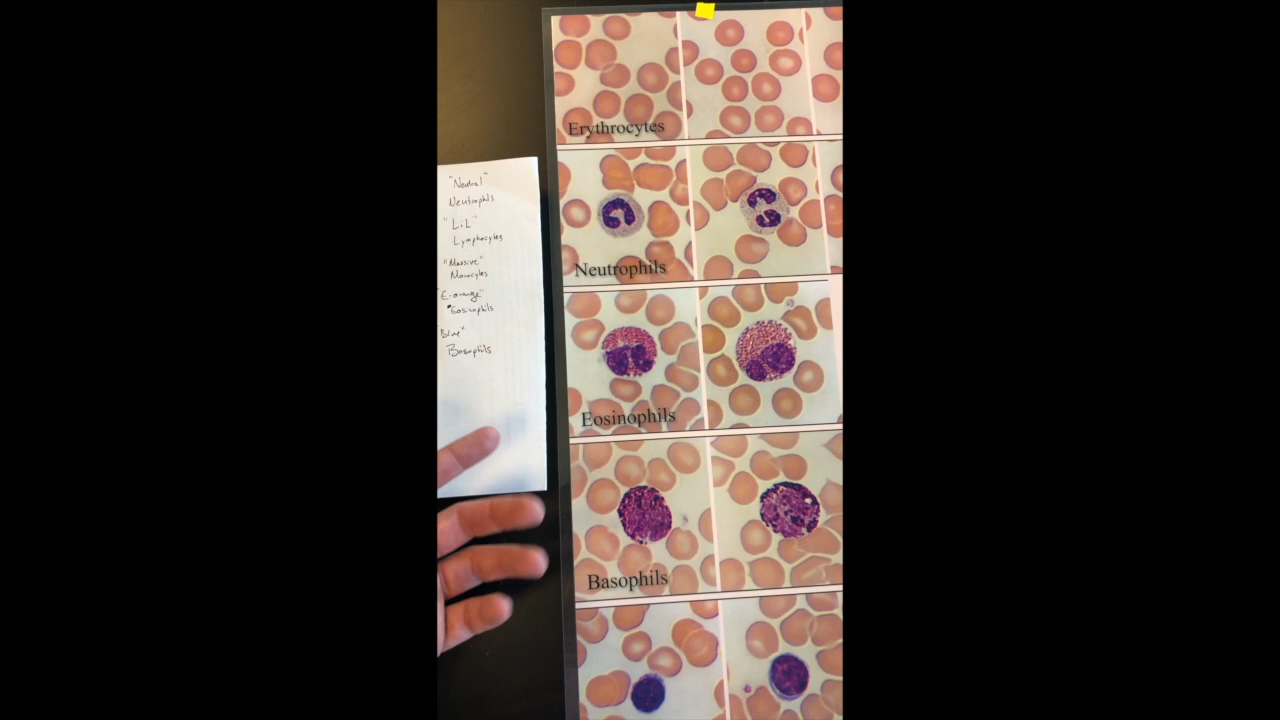 "Neutral"
Neutrophils
"LiL"
Lymphocytes
"Massive"
Monocytes
"E-orange"
Eosinophils
Blue"
Basophils
Erythrocytes
Neutrophils
Eosinophils
Basophils